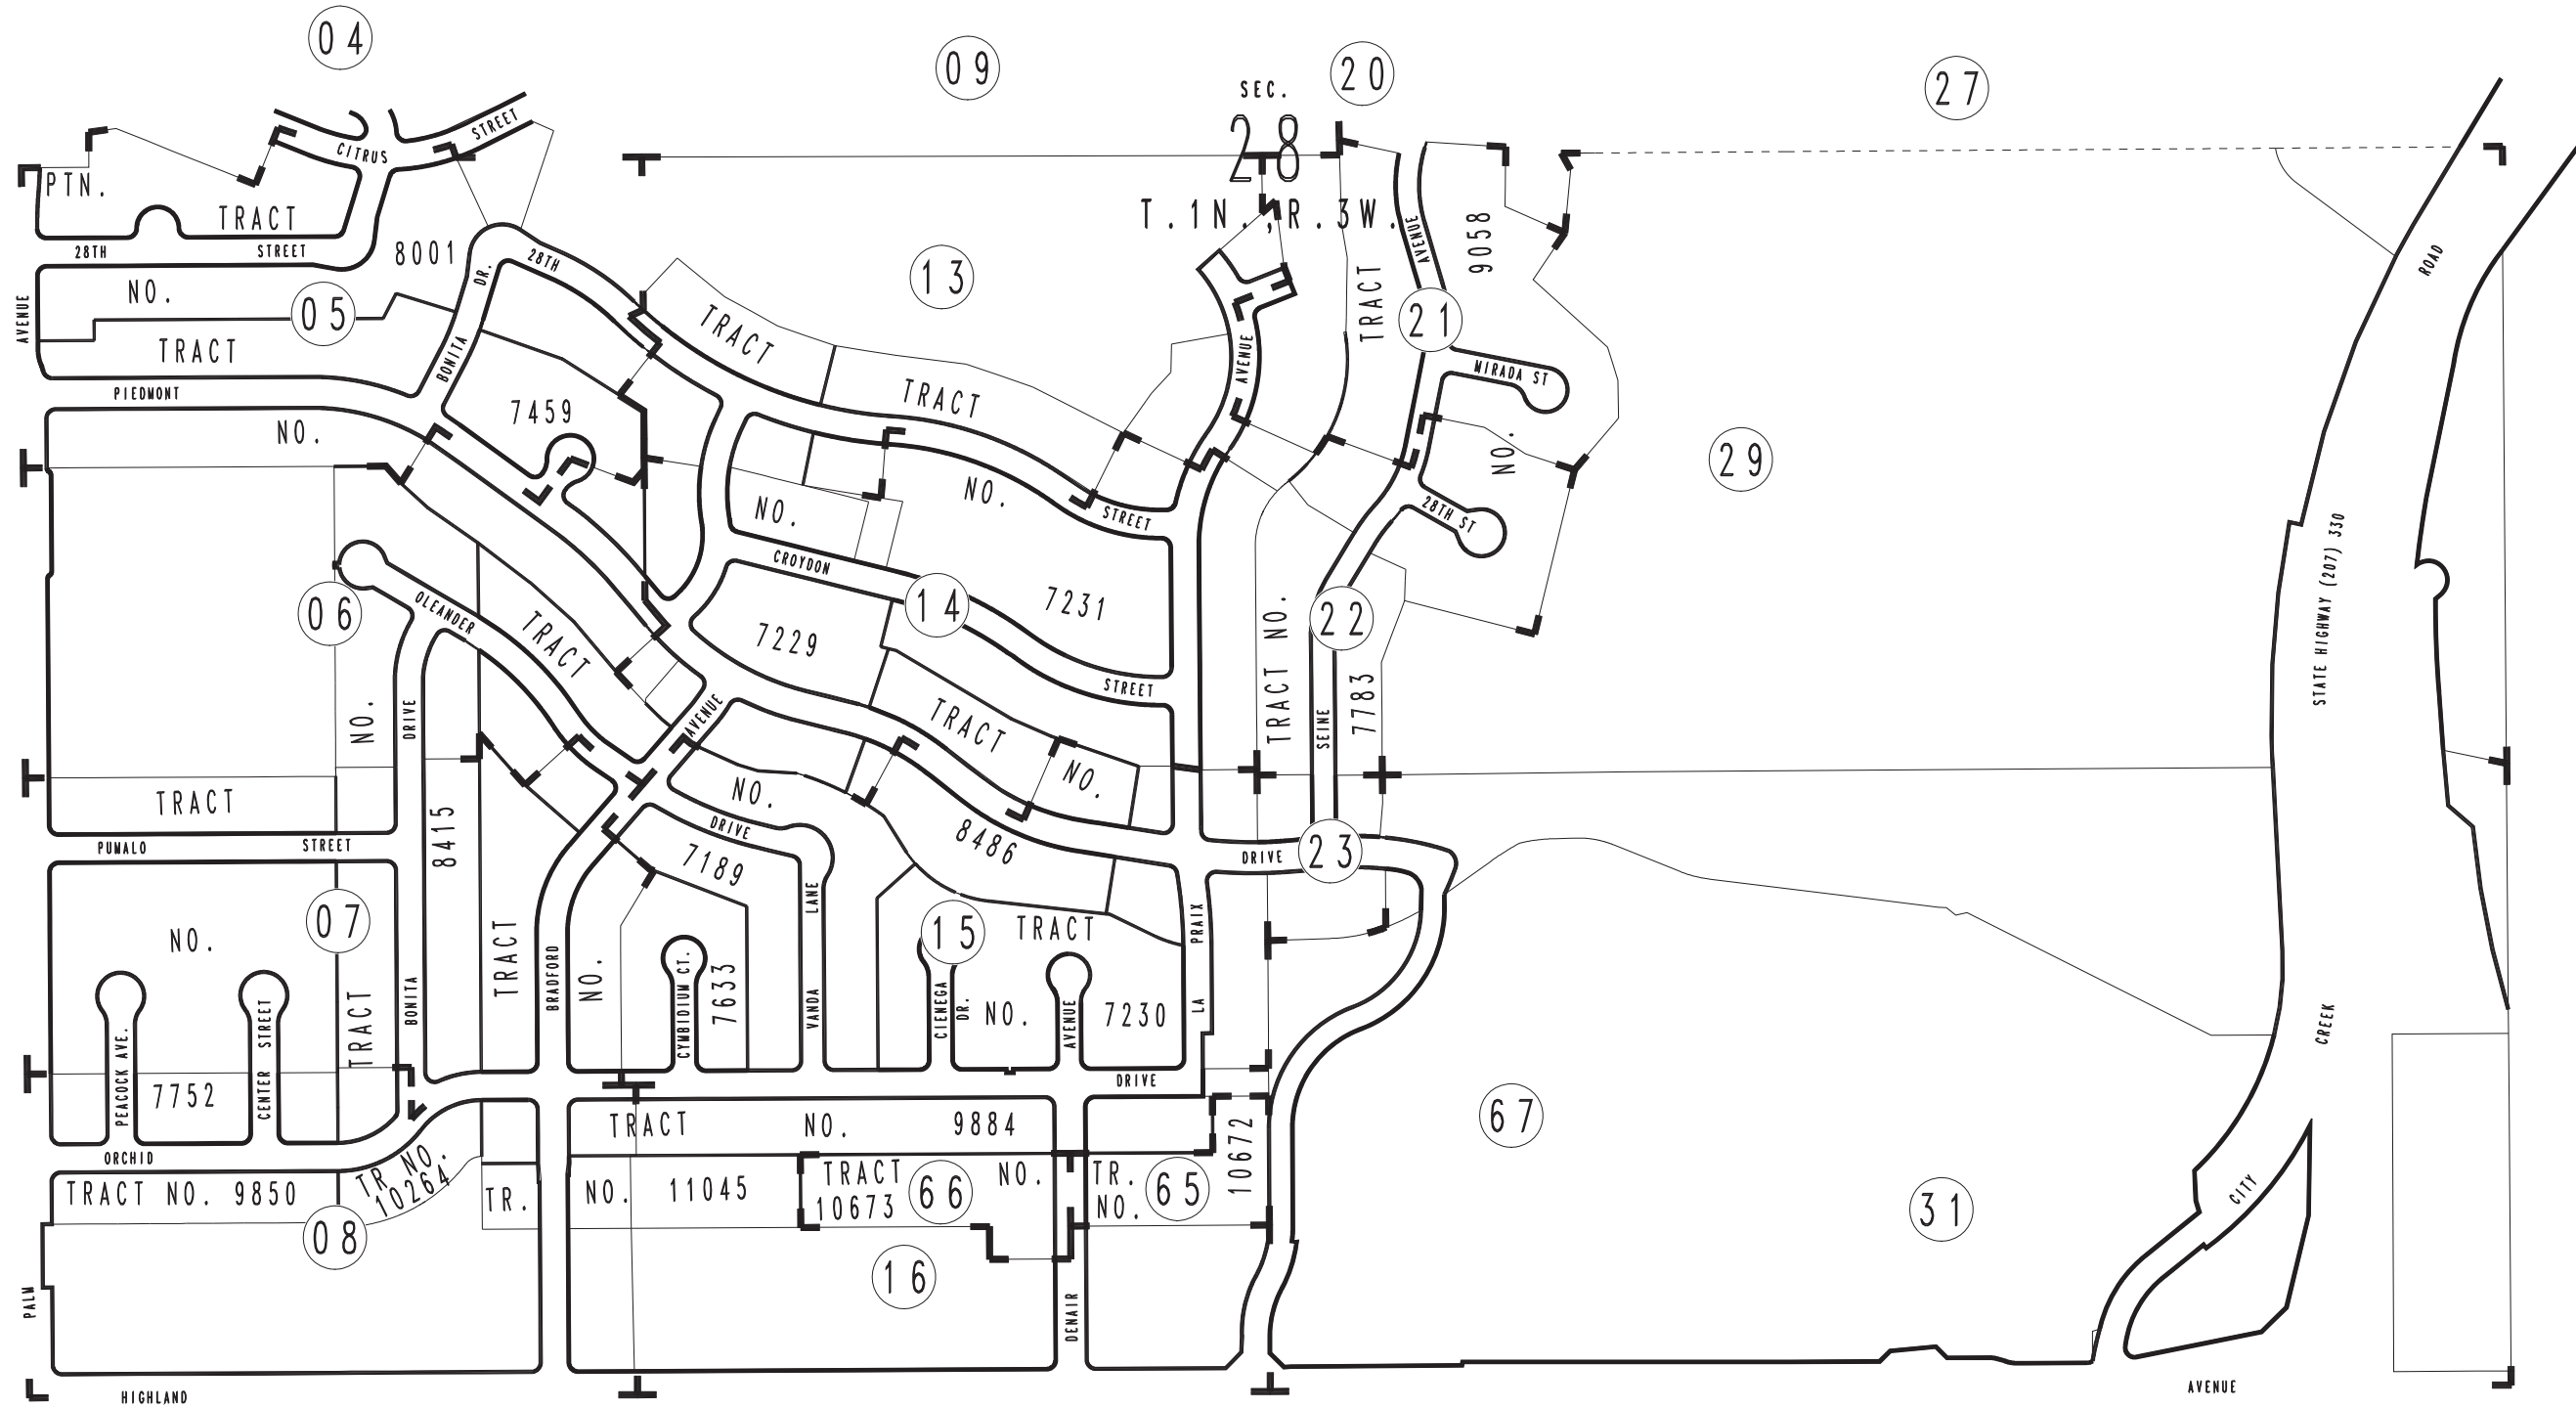 04
09
20
27
SEC.
28
T.1N.,R.3W.
STREET
CITRUS
PTN.
TRACT
28TH STREET
8001
NO.
05
AVENUE
TRACT
PIEDMONT
NO.
DR.
BONITA
28TH
7459
13
TRACT
TRACT
NO.
NO.
STREET
AVENUE
CROYDON
14
7231
7229
STREET
TRACT
NO.
AVENUE
9058
TRACT
21
MIRADA ST
NO.
28TH ST
22
TRACT NO.
SEINE
7783
29
ROAD
STATE HIGHWAY (207) 330
06
OLEANDER
TRACT
NO.
DRIVE
AVENUE
TRACT
PUMALO STREET
8415
NO.
DRIVE
7189
8486
DRIVE
23
07
NO.
TRACT
BONITA
TRACT
BRADFORD
NO.
CYMBIDIUM CT.
7633
LANE
VANDA
15
TRACT
CIENEGA
DR.
NO.
AVENUE
7230
LA PRAIX
PEACOCK AVE.
7752
CENTER STREET
DRIVE
CREEK
ORCHID
TRACT NO. 9850
TR. NO.
10264
TR.
08
TRACT NO. 9884
NO. 11045
TRACT NO.
10673
66
TR.
NO.
65
10672
67
31
CITY
16
PALM
DENAIR
HIGHLAND
AVENUE